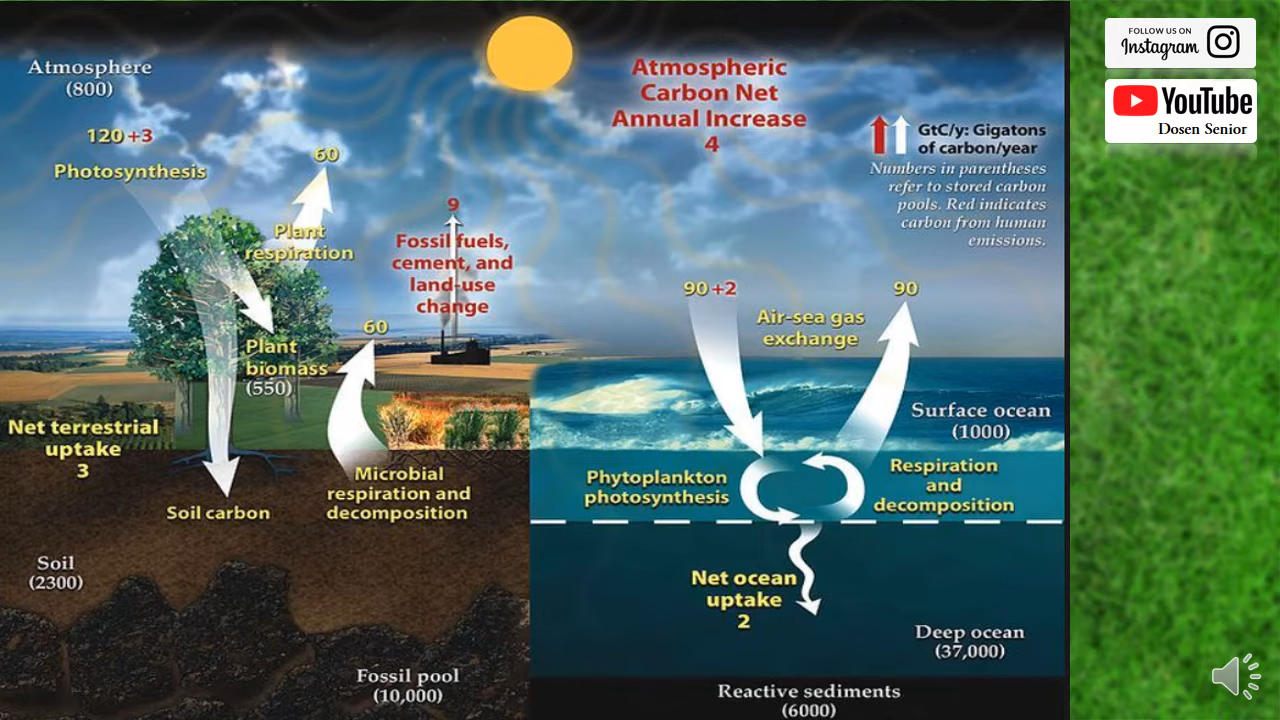 Atmosphere
(800)
120 +3
Photosynthesis
60
Plant
respiration
9
Fossil fuels,
cement, and
land-use
change
60
Plant
biomass
(550)
Net terrestrial
uptake
3
Soil carbon
Microbial
respiration and
decomposition
Soil
(2300)
Fossil pool
(10,000)
Atmospheric
Carbon Net
Annual Increase
4
GtC/y: Gigatons
of carbon/year
Numbers in parentheses
refer to stored carbon
pools. Red indicates
carbon from human
emissions.
90 +2
Air-sea gas
exchange
90
Surface ocean
(1000)
Phytoplankton
photosynthesis
Respiration
and
decomposition
Net ocean
uptake
2
Deep ocean
(37,000)
Reactive sediments
(6000)
FOLLOW US ON
Instagram
YouTube
Dosen Senior